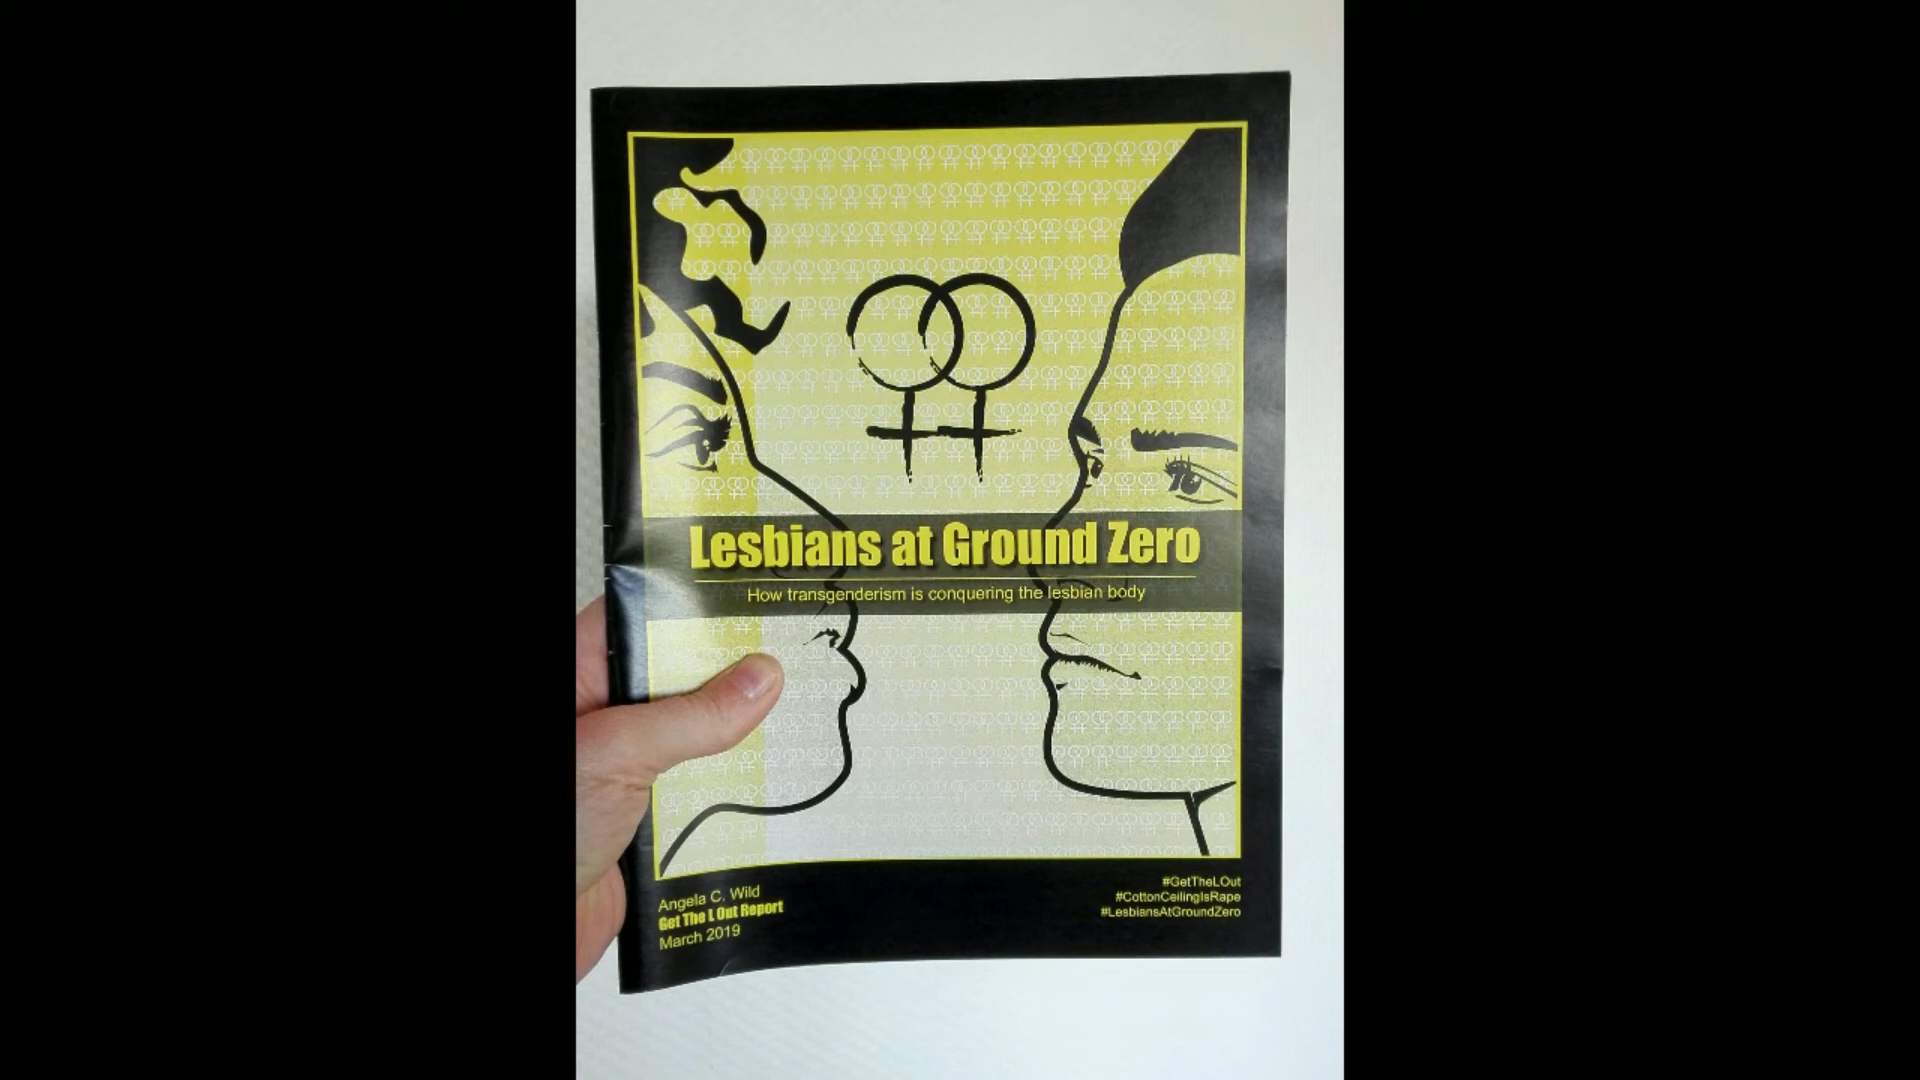 Lesbians at Ground Zero
How transgenderism is conquering the lesbian body
Angela C. Wild
Get The L Out Report
March 2019
#GetTheLOut
#CottonCeilingIsRape
#LesbiansAtGroundZero